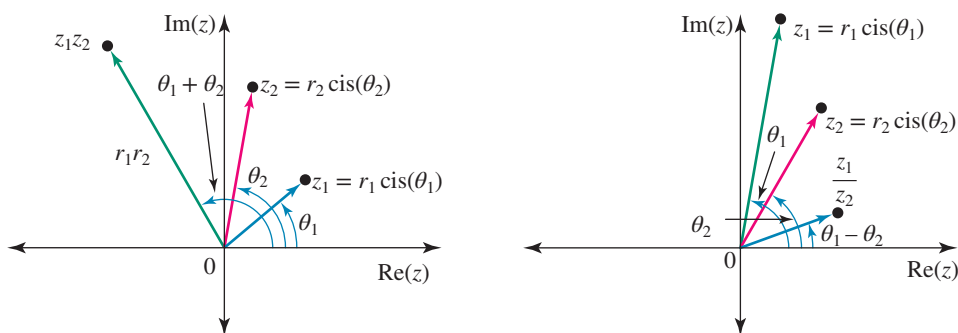 Im(z)
z₁z₂
θ₁ + θ₂
z₂ = r₂ cis(θ₂)
r₁r₂
θ₂
z₁ = r₁ cis(θ₁)
θ₁
0
Re(z)
Im(z)
z₁ = r₁ cis(θ₁)
z₂ = r₂ cis(θ₂)
θ₁
z₁
z₂
θ₂
θ₁ – θ₂
0
Re(z)